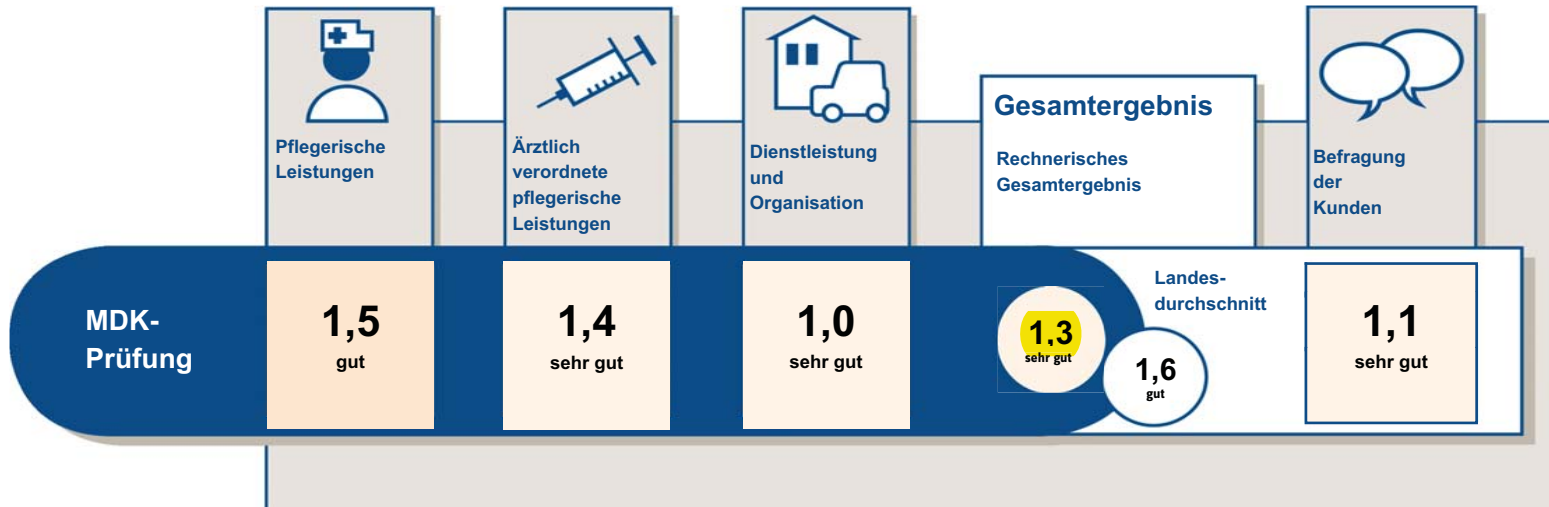 Pflegerische
Leistungen
Ärztlich
verordnete
pflegerische
Leistungen
Dienstleistung
und
Organisation
Gesamtergebnis
Rechnerisches
Gesamtergebnis
Befragung
der
Kunden
MDK-
Prüfung
1,5
gut
1,4
sehr gut
1,0
sehr gut
1,3
sehr gut
Landes-
durchschnitt
1,6
gut
1,1
sehr gut